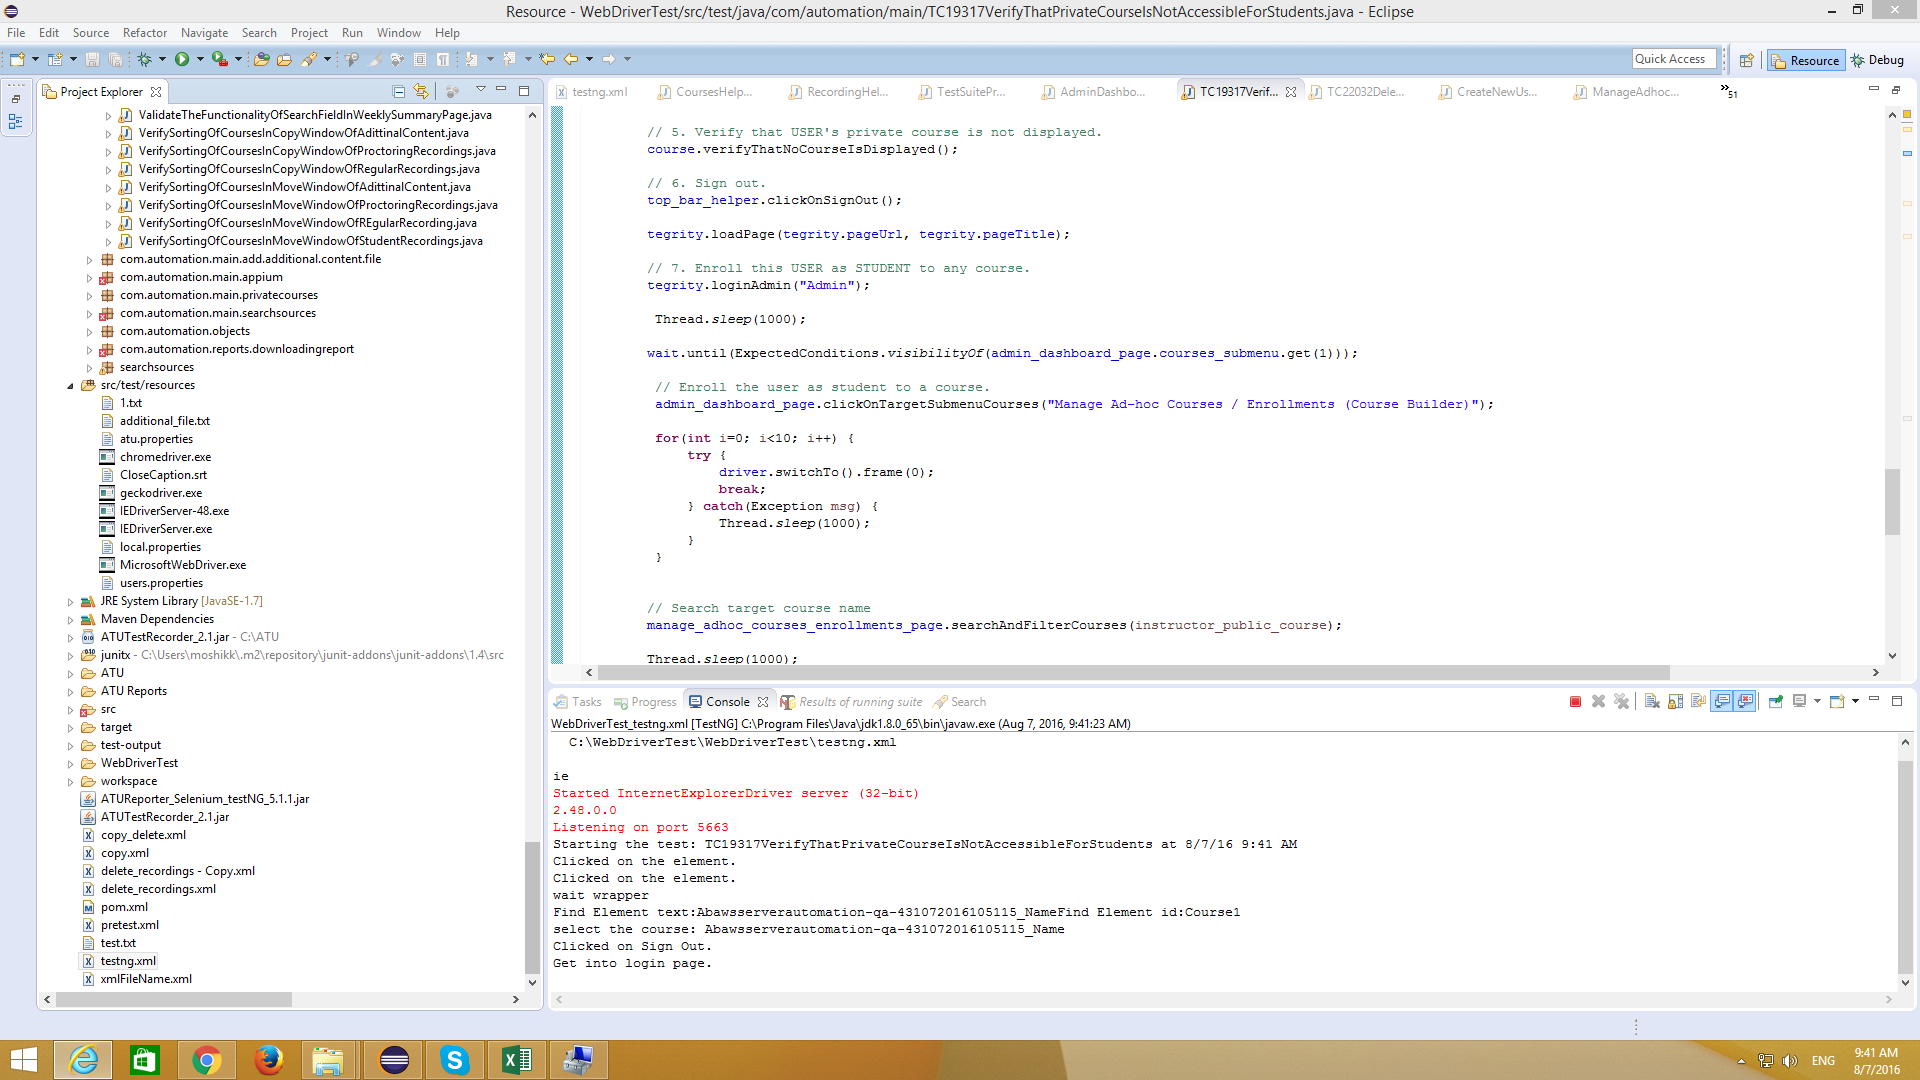 Resource - WebDriverTest/src/test/java/com/automation/main/TC19317VerifyThatPrivateCourseIsNotAccessibleForStudents.java - Eclipse
File Edit Source Refactor Navigate Search Project Run Window Help
Quick Access
Resource
Debug
Project Explorer
ValidateTheFunctionalityOfSearchFieldInWeeklySummaryPage.java
VerifySortingOfCoursesInCopyWindowOfAdittinalContent.java
VerifySortingOfCoursesInCopyWindowOfProctoringRecordings.java
VerifySortingOfCoursesInCopyWindowOfRegularRecordings.java
VerifySortingOfCoursesInMoveWindowOfAdittinalContent.java
VerifySortingOfCoursesInMoveWindowOfProctoringRecordings.java
VerifySortingOfCoursesInMoveWindowOfREgularRecording.java
VerifySortingOfCoursesInMoveWindowOfStudentRecordings.java
com.automation.main.add.additional.content.file
com.automation.main.appium
com.automation.main.privatecourses
com.automation.main.searchsources
com.automation.objects
com.automation.reports.downloadingreport
searchsources
src/test/resources
1.txt
additional_file.txt
atu.properties
chromedriver.exe
CloseCaption.srt
geckodriver.exe
IEDriverServer-48.exe
IEDriverServer.exe
local.properties
MicrosoftWebDriver.exe
users.properties
JRE System Library [JavaSE-1.7]
Maven Dependencies
ATUTestRecorder_2.1.jar - C:\ATU
junitx - C:\Users\moshikk\.m2\repository\junit-addons\junit-addons\1.4\src
ATU
ATU Reports
src
target
test-output
WebDriverTest
workspace
ATUReporter_Selenium_testNG_5.1.1.jar
ATUTestRecorder_2.1.jar
copy_delete.xml
copy.xml
delete_recordings - Copy.xml
delete_recordings.xml
pom.xml
pretest.xml
test.txt
testng.xml
xmlFileName.xml
testng.xml CoursesHelp... RecordingHel... TestSuitePr... AdminDashbo... TC19317Verif... TC22032Dele... CreateNewUs... ManageAdhoc... »51
// 5. Verify that USER's private course is not displayed.
course.verifyThatNoCourseIsDisplayed();
// 6. Sign out.
top_bar_helper.clickOnSignOut();
tegrity.loadPage(tegrity.pageUrl, tegrity.pageTitle);
// 7. Enroll this USER as STUDENT to any course.
tegrity.loginAdmin("Admin");
Thread.sleep(1000);
wait.until(ExpectedConditions.visibilityOf(admin_dashboard_page.courses_submenu.get(1)));
// Enroll the user as student to a course.
admin_dashboard_page.clickOnTargetSubmenuCourses("Manage Ad-hoc Courses / Enrollments (Course Builder)");
for(int i=0; i<10; i++) {
try {
driver.switchTo().frame(0);
break;
} catch(Exception msg) {
Thread.sleep(1000);
}
}
// Search target course name
manage_adhoc_courses_enrollments_page.searchAndFilterCourses(instructor_public_course);
Thread.sleep(1000);
Tasks Progress Console Results of running suite Search
WebDriverTest_testng.xml [TestNG] C:\Program Files\Java\jdk1.8.0_65\bin\javaw.exe (Aug 7, 2016, 9:41:23 AM)
C:\WebDriverTest\WebDriverTest\testng.xml
ie
Started InternetExplorerDriver server (32-bit)
2.48.0.0
Listening on port 5663
Starting the test: TC19317VerifyThatPrivateCourseIsNotAccessibleForStudents at 8/7/16 9:41 AM
Clicked on the element.
Clicked on the element.
wait wrapper
Find Element text:Abawsserverautomation-qa-431072016105115_NameFind Element id:Course1
select the course: Abawsserverautomation-qa-431072016105115_Name
Clicked on Sign Out.
Get into login page.
ENG
9:41 AM
8/7/2016